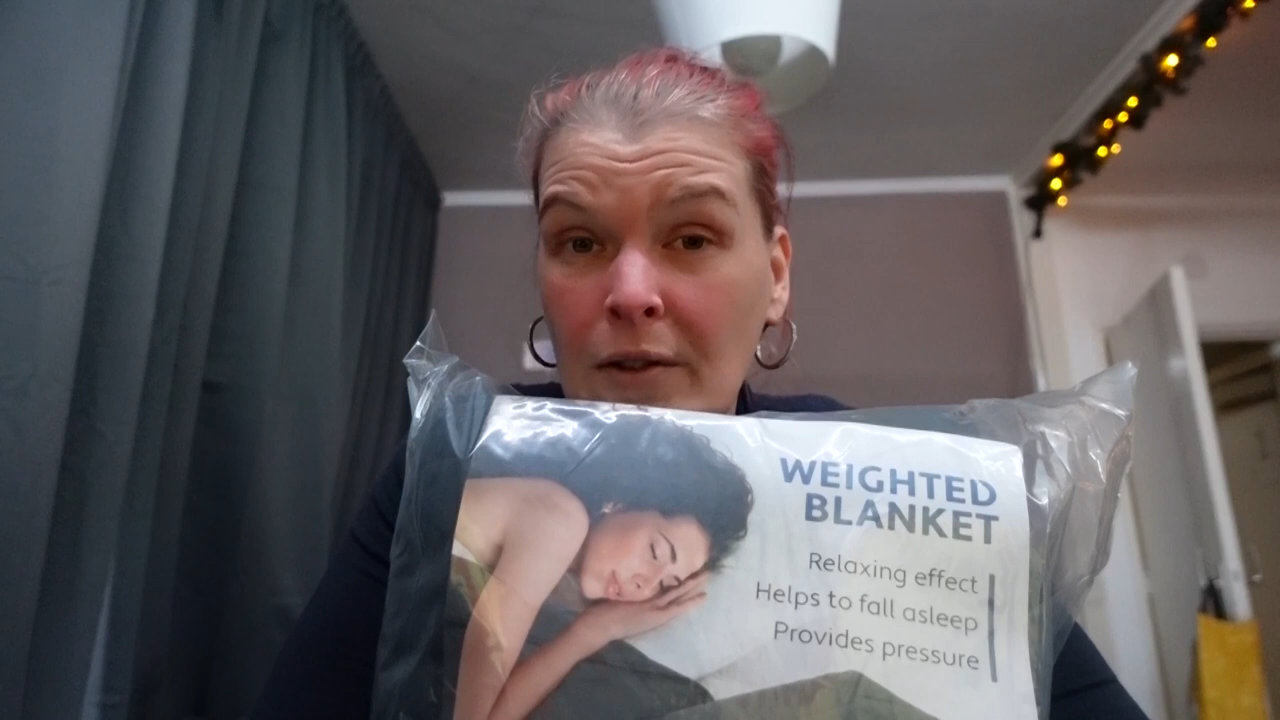 WEIGHTED
BLANKET
Relaxing effect
Helps to fall asleep
Provides pressure